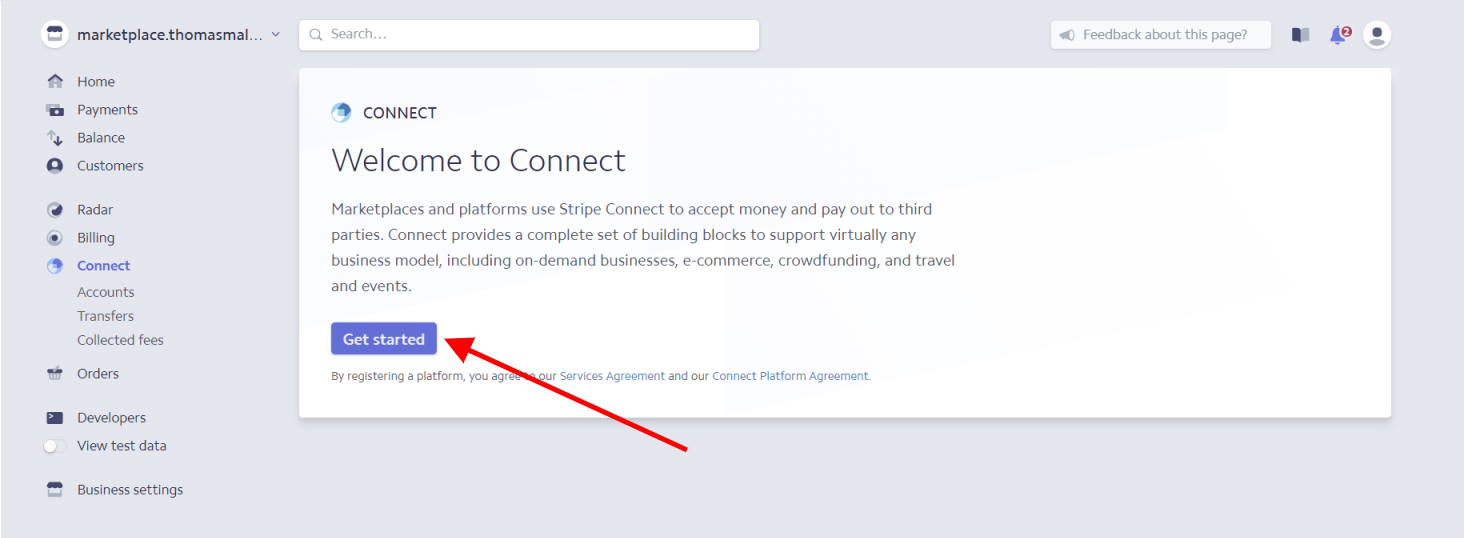 marketplace.thomasmal...
Search...
Feedback about this page?
2
Home
Payments
Balance
Customers
Radar
Billing
Connect
Accounts
Transfers
Collected fees
Orders
Developers
View test data
Business settings
CONNECT
Welcome to Connect
Marketplaces and platforms use Stripe Connect to accept money and pay out to third
parties. Connect provides a complete set of building blocks to support virtually any
business model, including on-demand businesses, e-commerce, crowdfunding, and travel
and events.
Get started
By registering a platform, you agree to our Services Agreement and our Connect Platform Agreement.